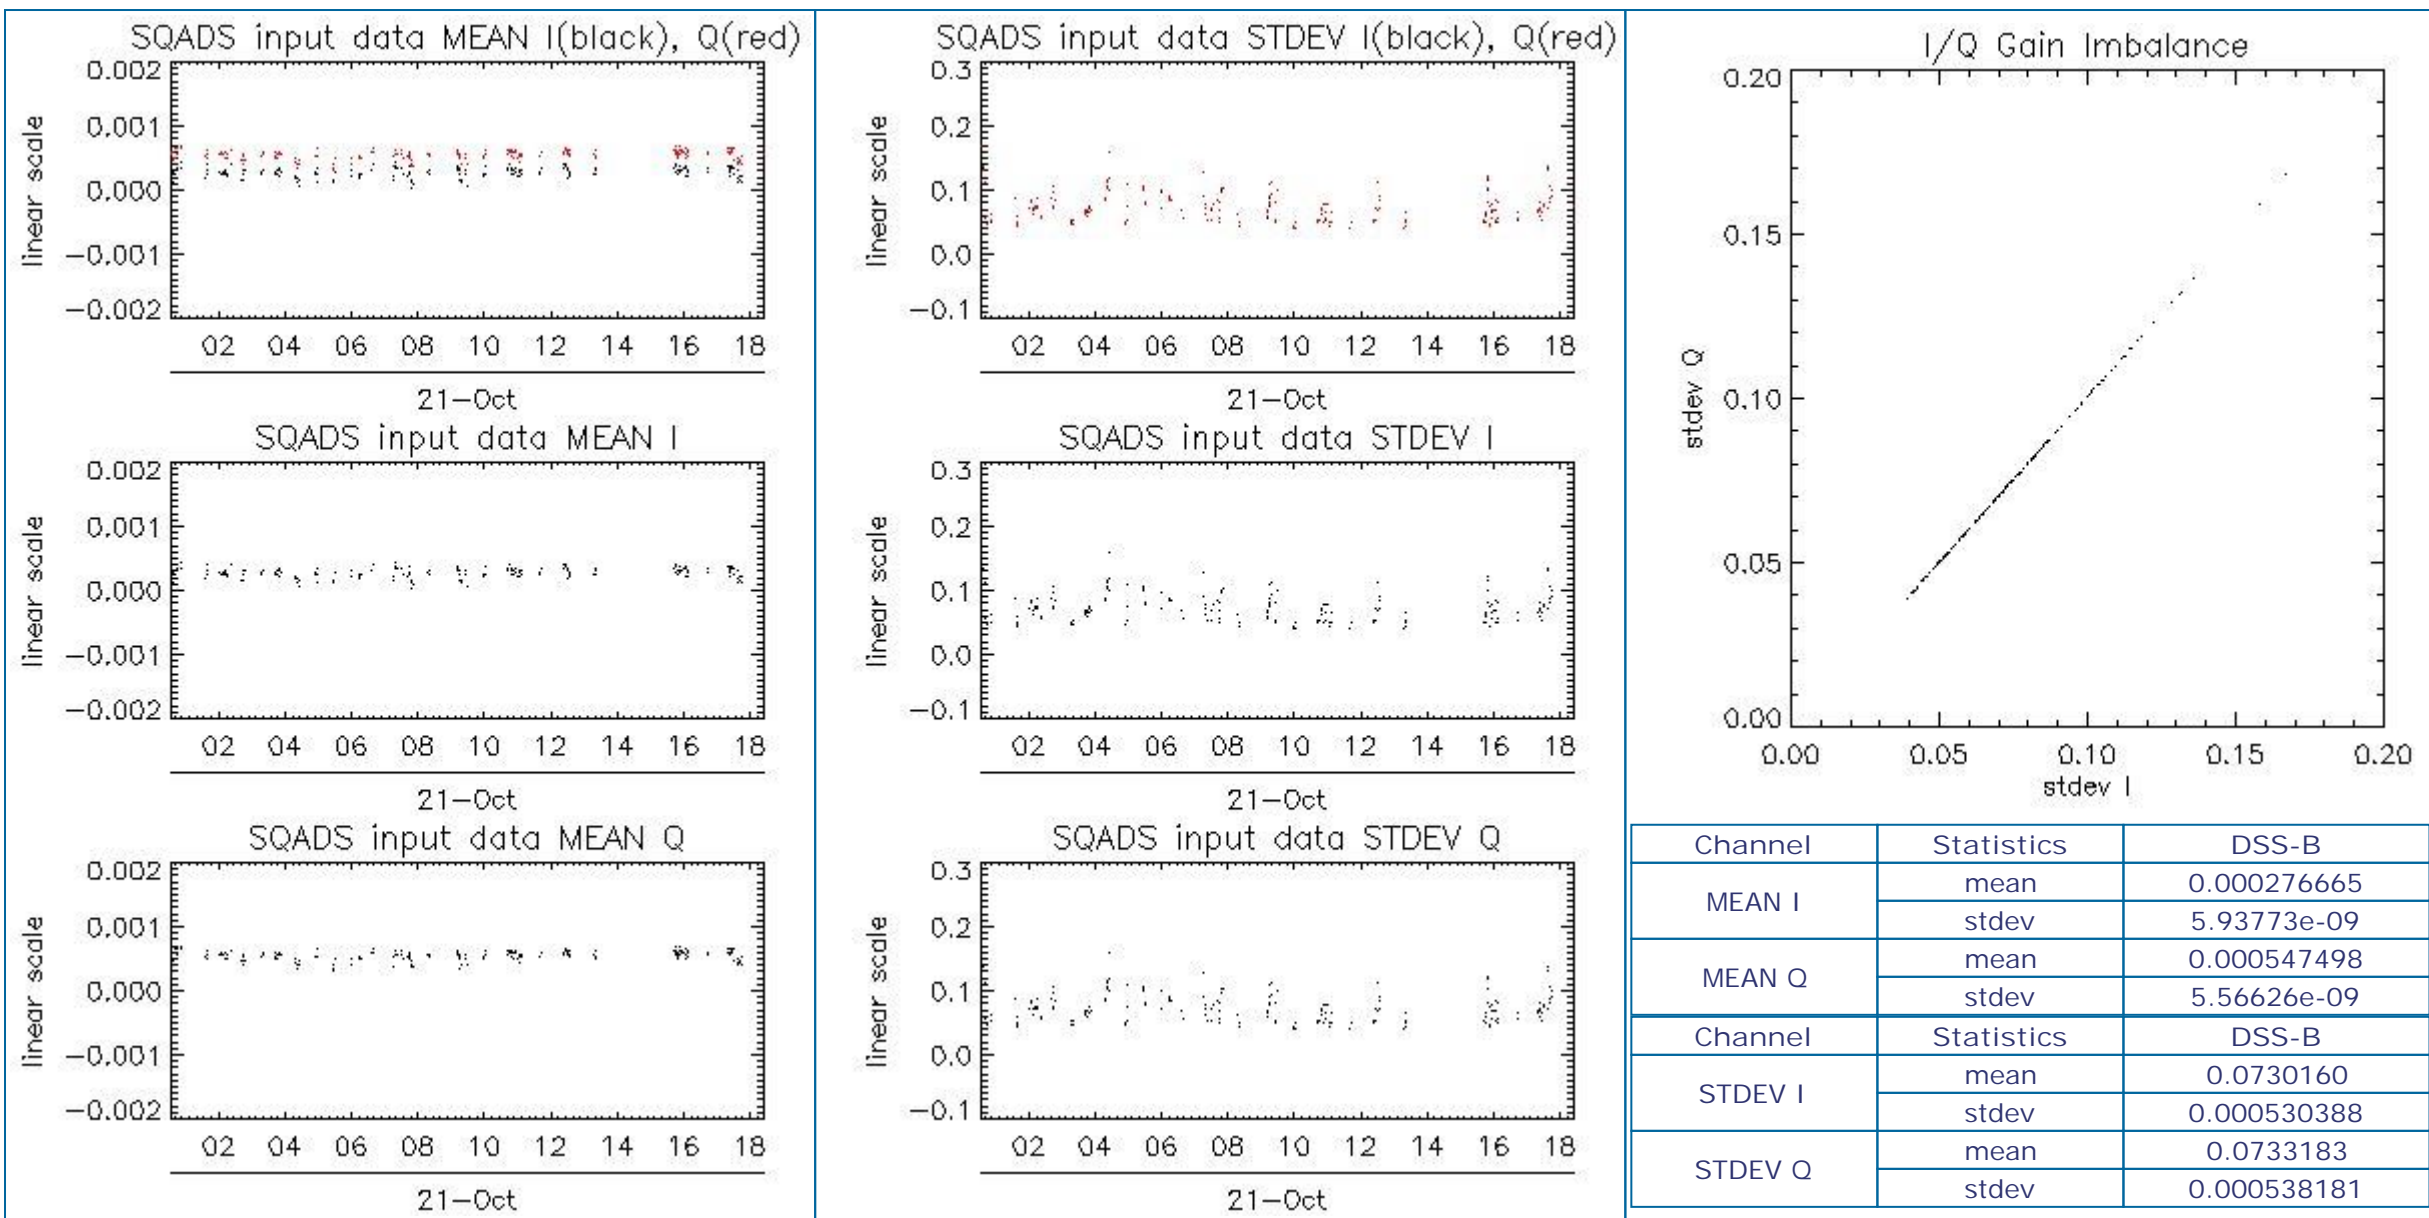 SQADS input data MEAN I(black), Q(red)
0.002
0.001
0.000
−0.001
−0.002
linear scale
02 04 06 08 10 12 14 16 18
21−Oct
SQADS input data MEAN I
0.002
0.001
0.000
−0.001
−0.002
linear scale
02 04 06 08 10 12 14 16 18
21−Oct
SQADS input data MEAN Q
0.002
0.001
0.000
−0.001
−0.002
linear scale
02 04 06 08 10 12 14 16 18
21−Oct
SQADS input data STDEV I(black), Q(red)
0.3
0.2
0.1
0.0
−0.1
linear scale
02 04 06 08 10 12 14 16 18
21−Oct
SQADS input data STDEV I
0.3
0.2
0.1
0.0
−0.1
linear scale
02 04 06 08 10 12 14 16 18
21−Oct
SQADS input data STDEV Q
0.3
0.2
0.1
0.0
−0.1
linear scale
02 04 06 08 10 12 14 16 18
21−Oct
I/Q Gain Imbalance
0.20
0.15
0.10
0.05
0.00
stdev Q
0.00 0.05 0.10 0.15 0.20
stdev I
Channel Statistics DSS-B
MEAN I mean 0.000276665
stdev 5.93773e-09
MEAN Q mean 0.000547498
stdev 5.56626e-09
Channel Statistics DSS-B
STDEV I mean 0.0730160
stdev 0.000530388
STDEV Q mean 0.0733183
stdev 0.000538181